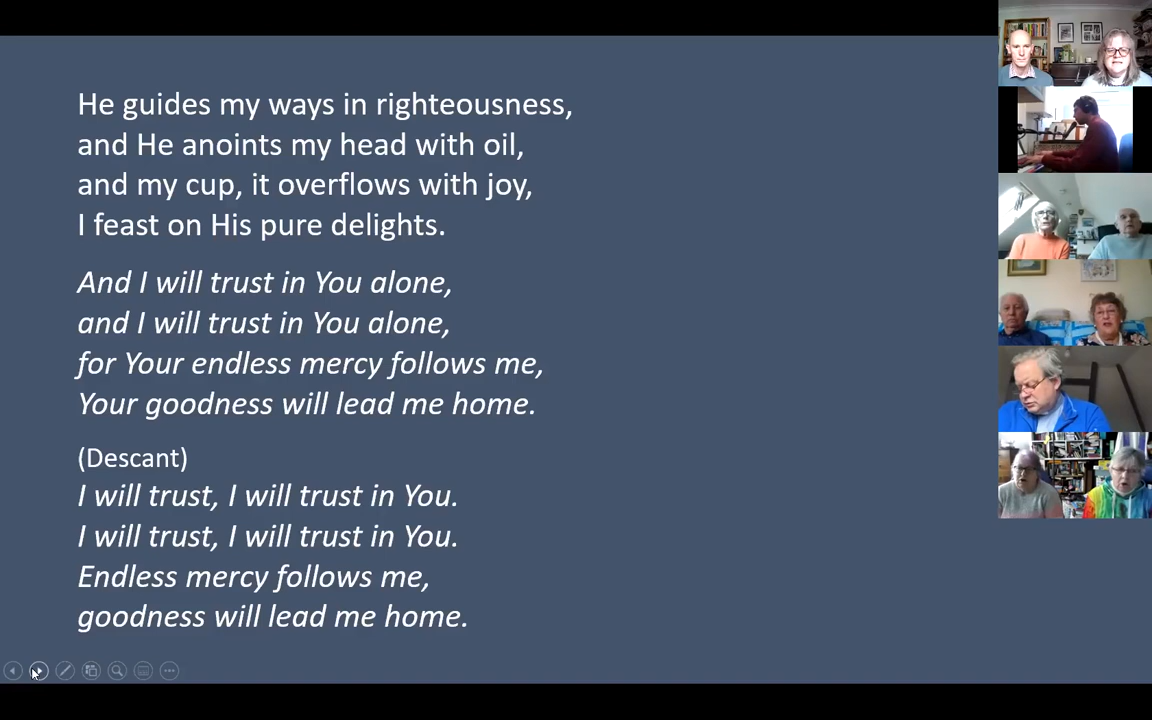 He guides my ways in righteousness,
and He anoints my head with oil,
and my cup, it overflows with joy,
I feast on His pure delights.
And I will trust in You alone,
and I will trust in You alone,
for Your endless mercy follows me,
Your goodness will lead me home.
(Descant)
I will trust, I will trust in You.
I will trust, I will trust in You.
Endless mercy follows me,
goodness will lead me home.